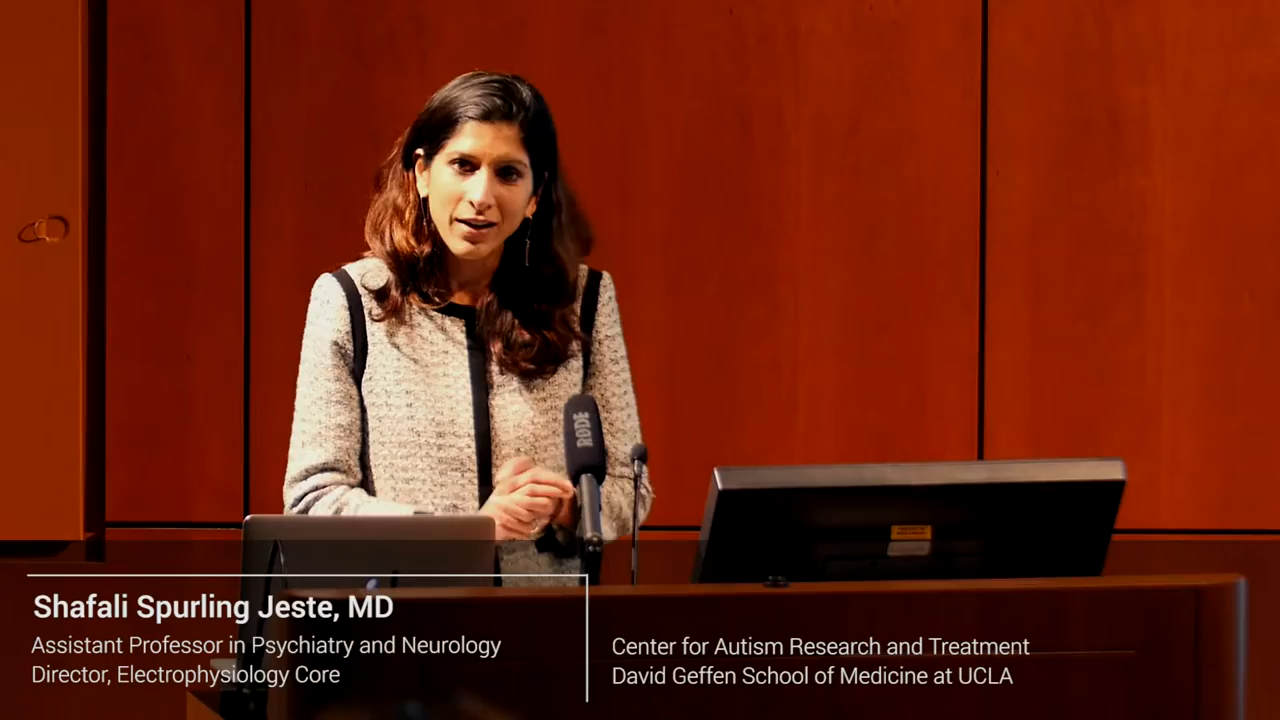 RØDE
Shafali Spurling Jeste, MD
Assistant Professor in Psychiatry and Neurology
Director, Electrophysiology Core
Center for Autism Research and Treatment
David Geffen School of Medicine at UCLA